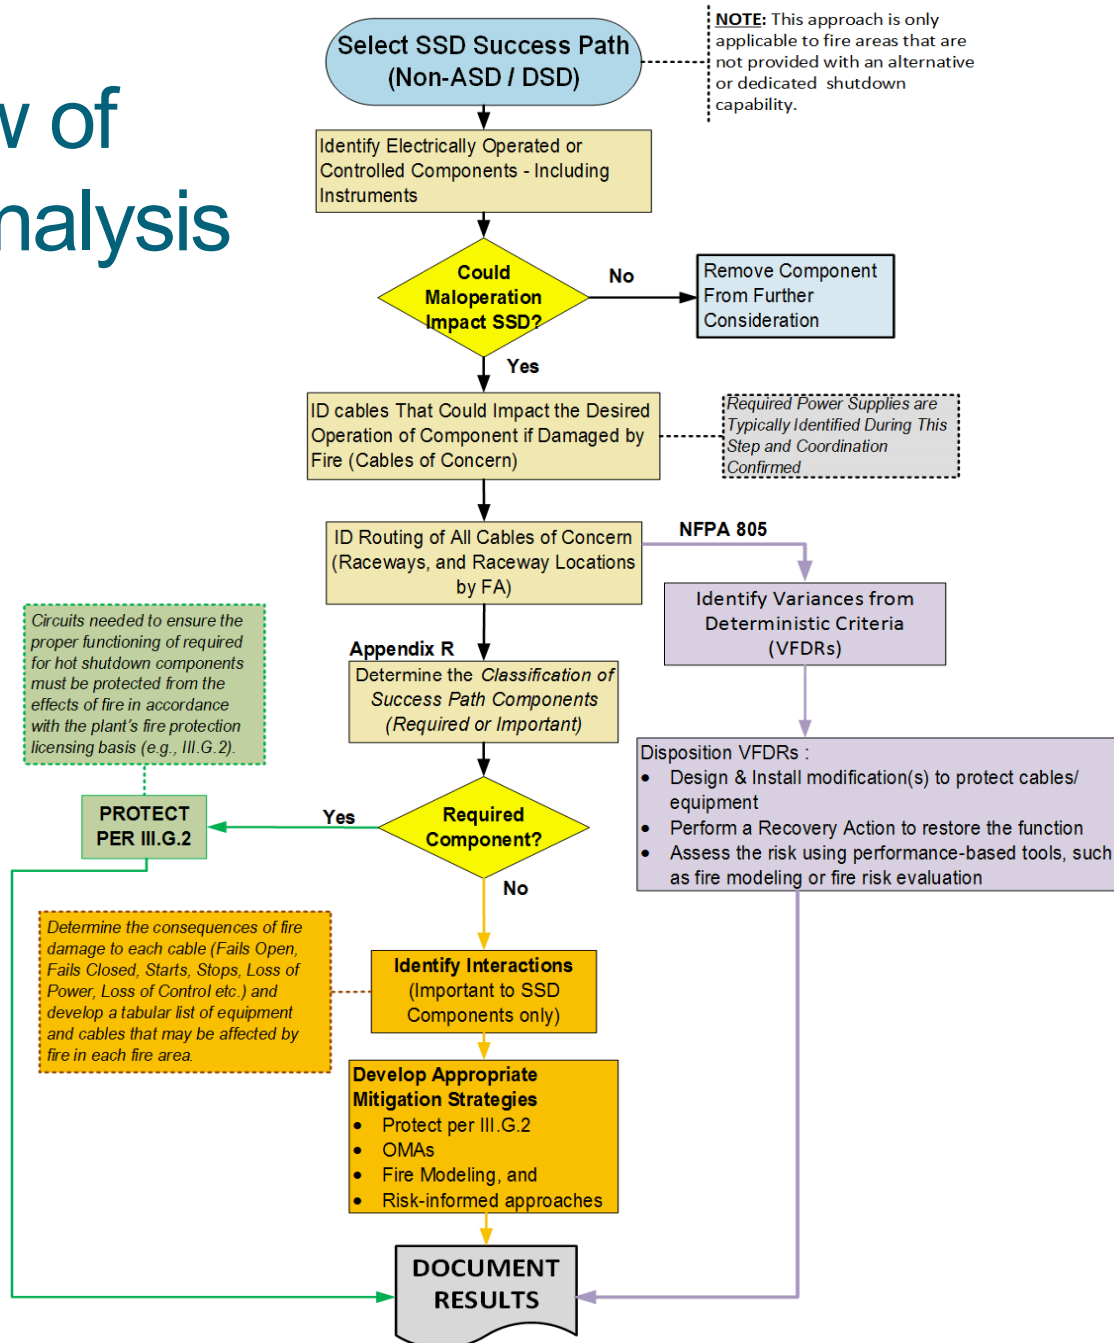 w of
nalysis
Select SSD Success Path
(Non-ASD / DSD)
NOTE: This approach is only
applicable to fire areas that are
not provided with an alternative
or dedicated shutdown
capability.
Identify Electrically Operated or
Controlled Components - Including
Instruments
Could
Maloperation
Impact SSD?
No
Remove Component
From Further
Consideration
Yes
ID cables That Could Impact the Desired
Operation of Component if Damaged by
Fire (Cables of Concern)
Required Power Supplies are
Typically Identified During This
Step and Coordination
Confirmed
ID Routing of All Cables of Concern
(Raceways, and Raceway Locations
by FA)
NFPA 805
Identify Variances from
Deterministic Criteria
(VFDRs)
Circuits needed to ensure the
proper functioning of required
for hot shutdown components
must be protected from the
effects of fire in accordance
with the plant's fire protection
licensing basis (e.g., III.G.2).
Appendix R
Determine the Classification of
Success Path Components
(Required or Important)
Disposition VFDRs :
• Design & Install modification(s) to protect cables/
equipment
• Perform a Recovery Action to restore the function
• Assess the risk using performance-based tools, such
as fire modeling or fire risk evaluation
PROTECT
PER III.G.2
Yes
Required
Component?
No
Determine the consequences of fire
damage to each cable (Fails Open,
Fails Closed, Starts, Stops, Loss of
Power, Loss of Control etc.) and
develop a tabular list of equipment
and cables that may be affected by
fire in each fire area.
Identify Interactions
(Important to SSD
Components only)
Develop Appropriate
Mitigation Strategies
• Protect per III.G.2
• OMAs
• Fire Modeling, and
• Risk-informed approaches
DOCUMENT
RESULTS